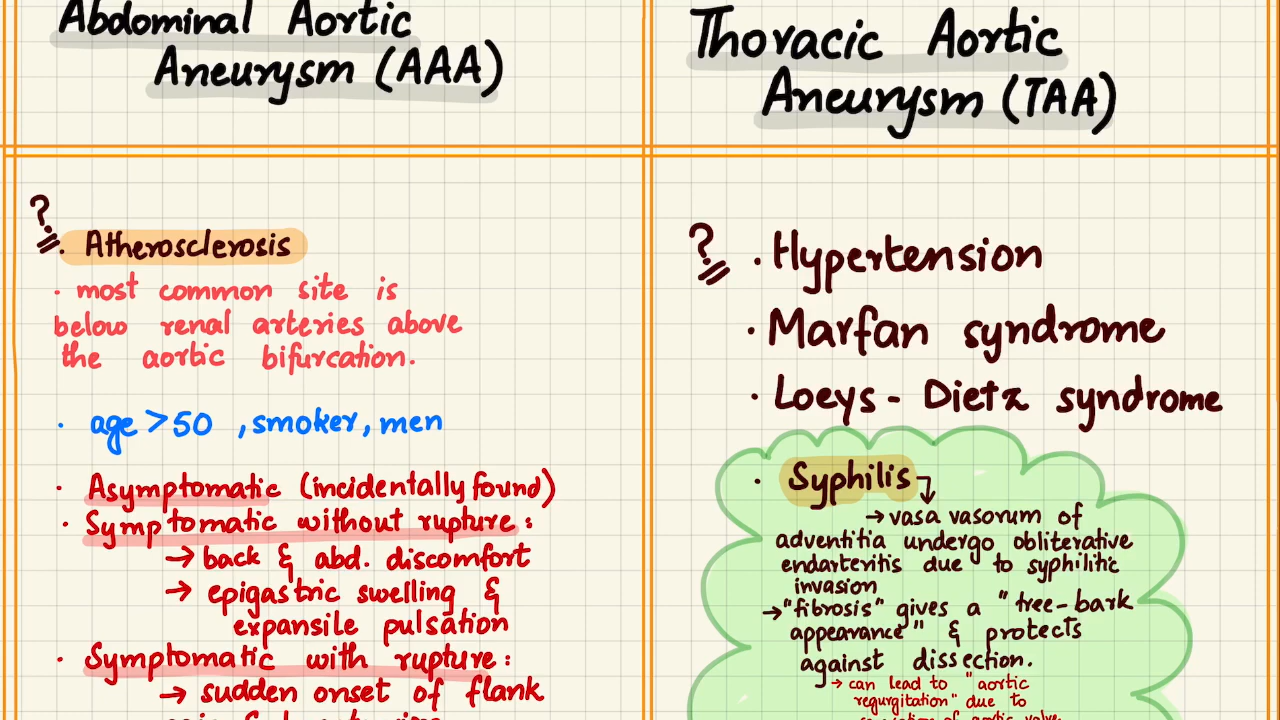 Abdominal Aortic
Aneurysm (AAA)
?
. Atherosclerosis
· most common site is
below renal arteries above
the aortic bifurcation.
· age >50 , smoker, men
· Asymptomatic (incidentally found)
· Symptomatic without rupture :
→ back & abd. discomfort
→ epigastric swelling &
expansile pulsation
· Symptomatic with rupture :
→ sudden onset of flank
Thoracic Aortic
Aneurysm (TAA)
?
· Hypertension
· Marfan syndrome
· Loeys - Dietz syndrome
· Syphilis
→ vasa vasorum of
adventitia undergo obliterative
endarteritis due to syphilitic
invasion
→ "fibrosis" gives a "tree-bark
appearance" & protects
against dissection.
→ can lead to "aortic
regurgitation" due to
of aortic valve